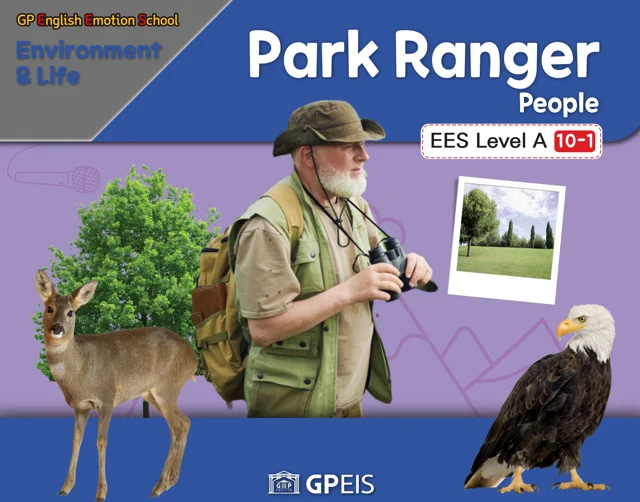 GP English Emotion School
Environment
& Life
Park Ranger
People
EES Level A 10-1
GPEIS